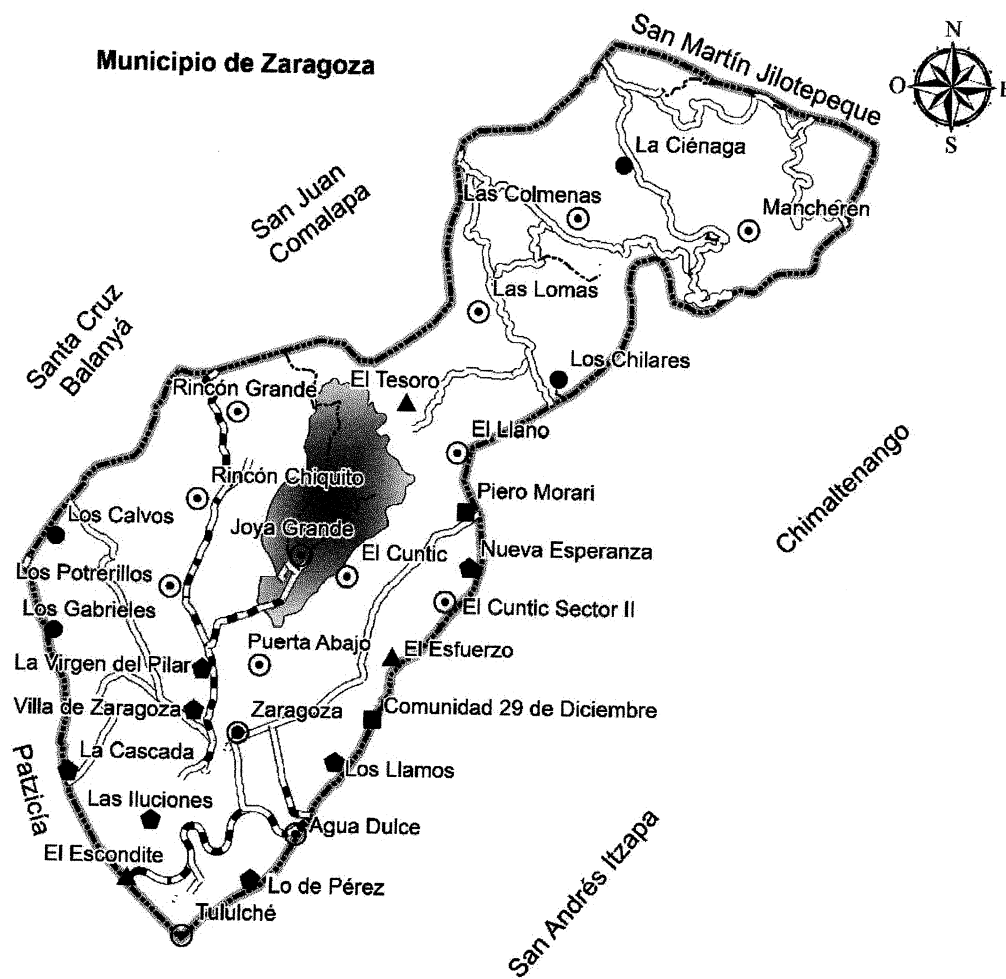 Municipio de Zaragoza
San Martín Jilotepeque
N
O
E
S
La Ciénaga
San Juan
Comalapa
Las Colmenas
Mancherén
Las Lomas
Santa Cruz
Balanyá
Los Chilares
Rincón Grande
El Tesoro
El Llano
Chimaltenango
Rincón Chiquito
Piero Morari
Los Calvos
Joya Grande
El Cuntic
Nueva Esperanza
Los Potrerillos
Los Gabrieles
El Cuntic Sector II
Puerta Abajo
El Esfuerzo
La Virgen del Pilar
Villa de Zaragoza
Zaragoza
Comunidad 29 de Diciembre
Patzicía
La Cascada
Los Llamos
Las Iluciones
Agua Dulce
El Escondite
Lo de Pérez
San Andrés Itzapa
Tululché